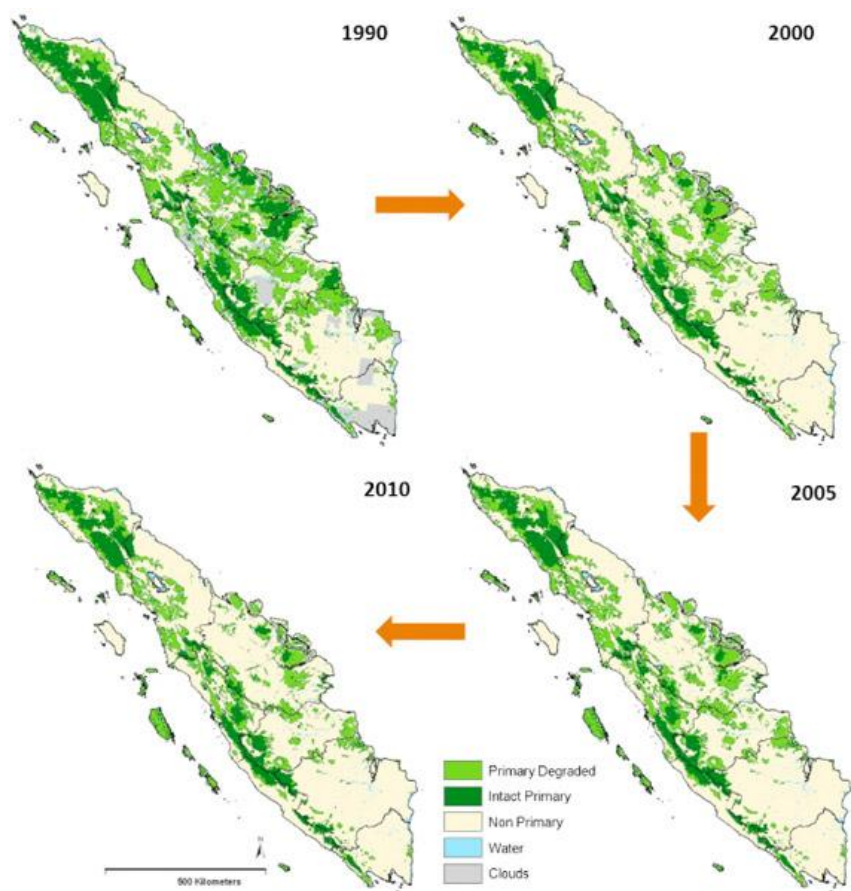 1990
2000
2010
2005
Primary Degraded
Intact Primary
Non Primary
Water
Clouds
N
500 Kilometers